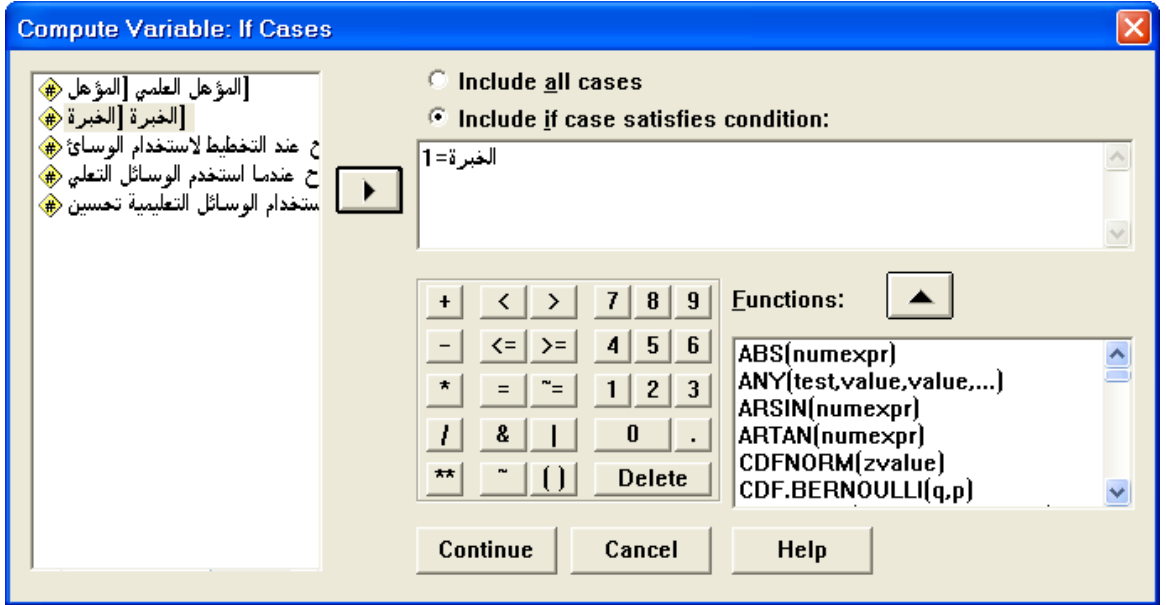 Compute Variable: If Cases
المؤهل العلمي [المؤهل]
الخبرة [الخبرة]
ح عند التخطيط لاستخدام الوسائ
ح عندما استخدم الوسائل التعلي
ستخدام الوسائل التعليمية تحسين
Include all cases
Include if case satisfies condition:
الخبرة=1
+ < > 7 8 9
- <= >= 4 5 6
* = ~= 1 2 3
/ & | 0 .
** ~ () Delete
Functions:
ABS(numexpr)
ANY(test,value,value,...)
ARSIN(numexpr)
ARTAN(numexpr)
CDFNORM(zvalue)
CDF.BERNOULLI(q,p)
Continue Cancel Help